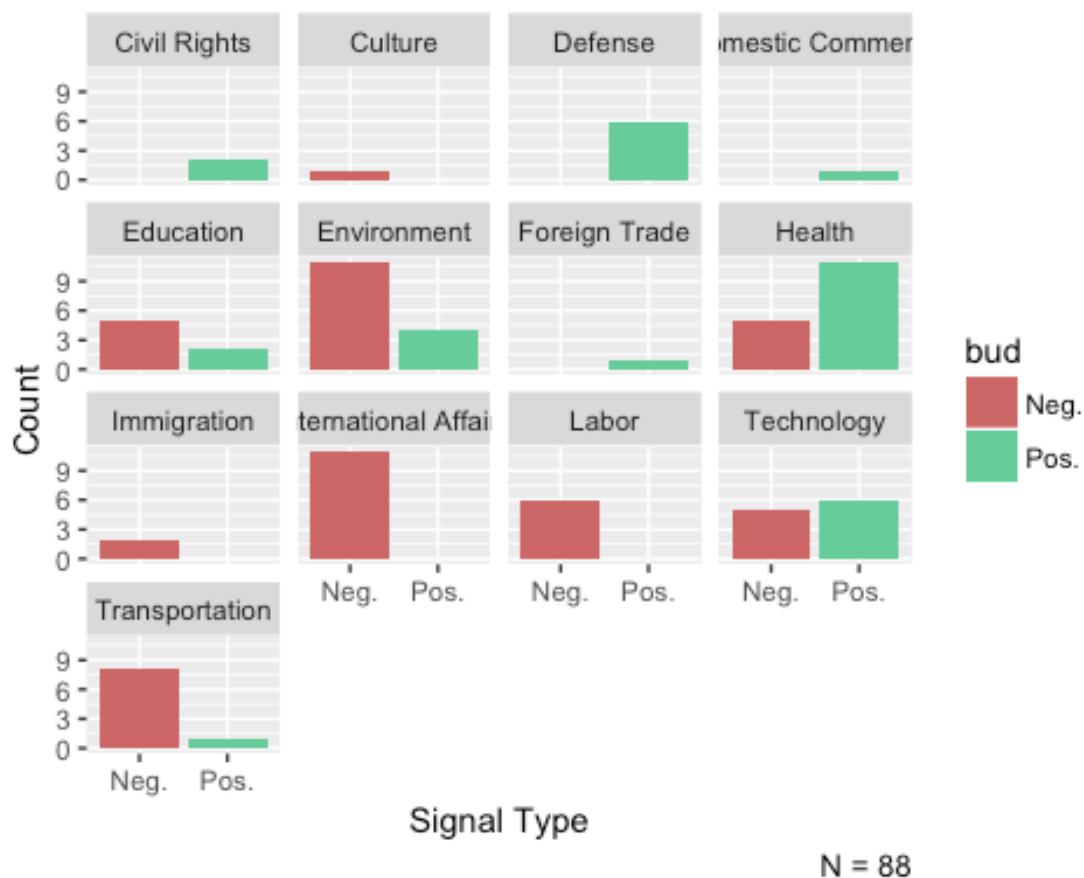 Civil Rights Culture Defense omestic Commer
9
6
3
0
Education Environment Foreign Trade Health
9
6
3
0
Immigration ternational Affair Labor Technology
9
6
3
0
Neg. Pos. Neg. Pos. Neg. Pos.
Transportation
9
6
3
0
Neg. Pos.
Count
Signal Type
bud
Neg.
Pos.
N = 88